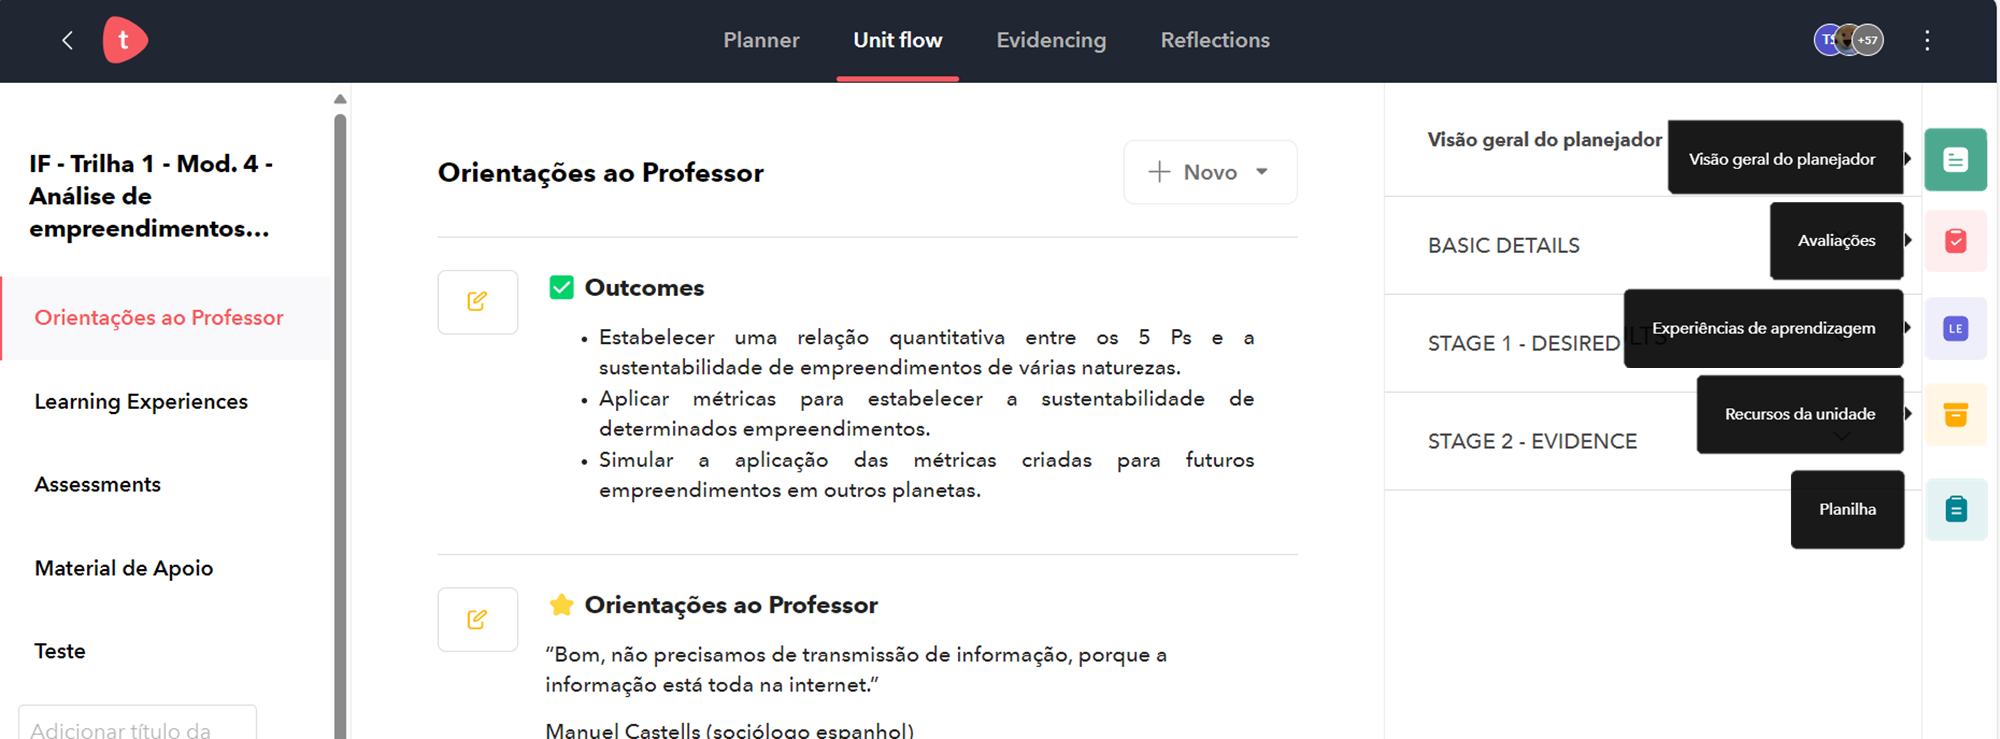 t
Planner
Unit flow
Evidencing
Reflections
TS
+57
IF - Trilha 1 - Mod. 4 -
Análise de
empreendimentos...
Orientações ao Professor
Learning Experiences
Assessments
Material de Apoio
Teste
Adicionar título da
Orientações ao Professor
Novo
Outcomes
• Estabelecer uma relação quantitativa entre os 5 Ps e a
sustentabilidade de empreendimentos de várias naturezas.
• Aplicar métricas para estabelecer a sustentabilidade de
determinados empreendimentos.
• Simular a aplicação das métricas criadas para futuros
empreendimentos em outros planetas.
Orientações ao Professor
“Bom, não precisamos de transmissão de informação, porque a
informação está toda na internet.”
Manuel Castells (sociólogo espanhol)
Visão geral do planejador
Visão geral do planejador
BASIC DETAILS
Avaliações
STAGE 1 - DESIRED
Experiências de aprendizagem
LE
STAGE 2 - EVIDENCE
Recursos da unidade
Planilha